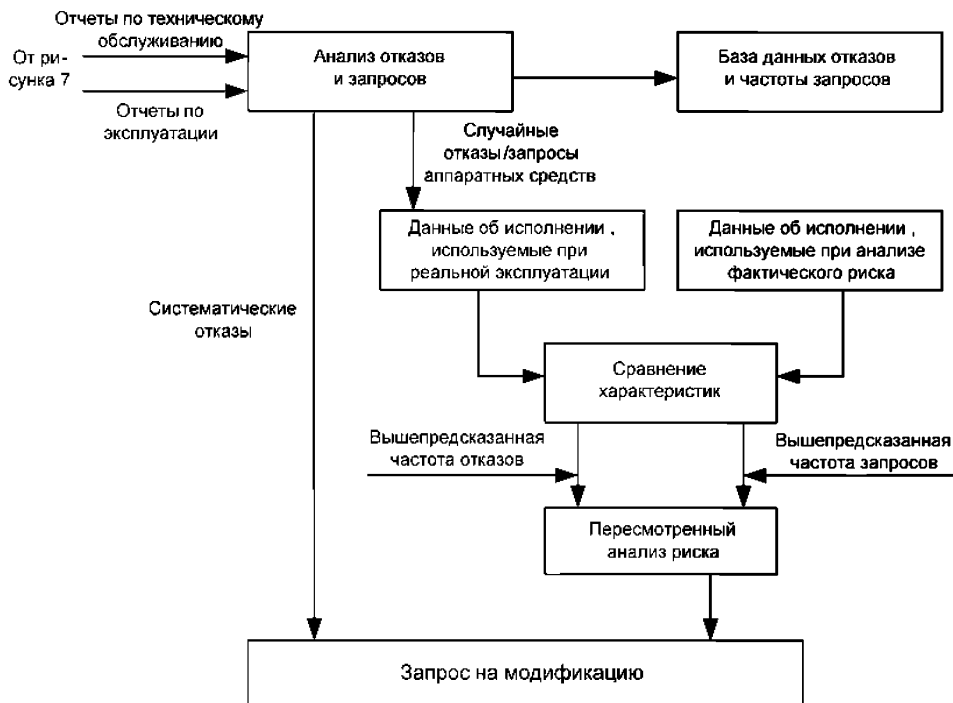 Отчеты по техническому
обслуживанию
От ри-
сунка 7
Отчеты по
эксплуатации
Анализ отказов
и запросов
База данных отказов
и частоты запросов
Случайные
отказы/запросы
аппаратных средств
Данные об исполнении ,
используемые при
реальной эксплуатации
Данные об исполнении ,
используемые при анализе
фактического риска
Систематические
отказы
Сравнение
характеристик
Вышепредсказанная
частота отказов
Вышепредсказанная
частота запросов
Пересмотренный
анализ риска
Запрос на модификацию